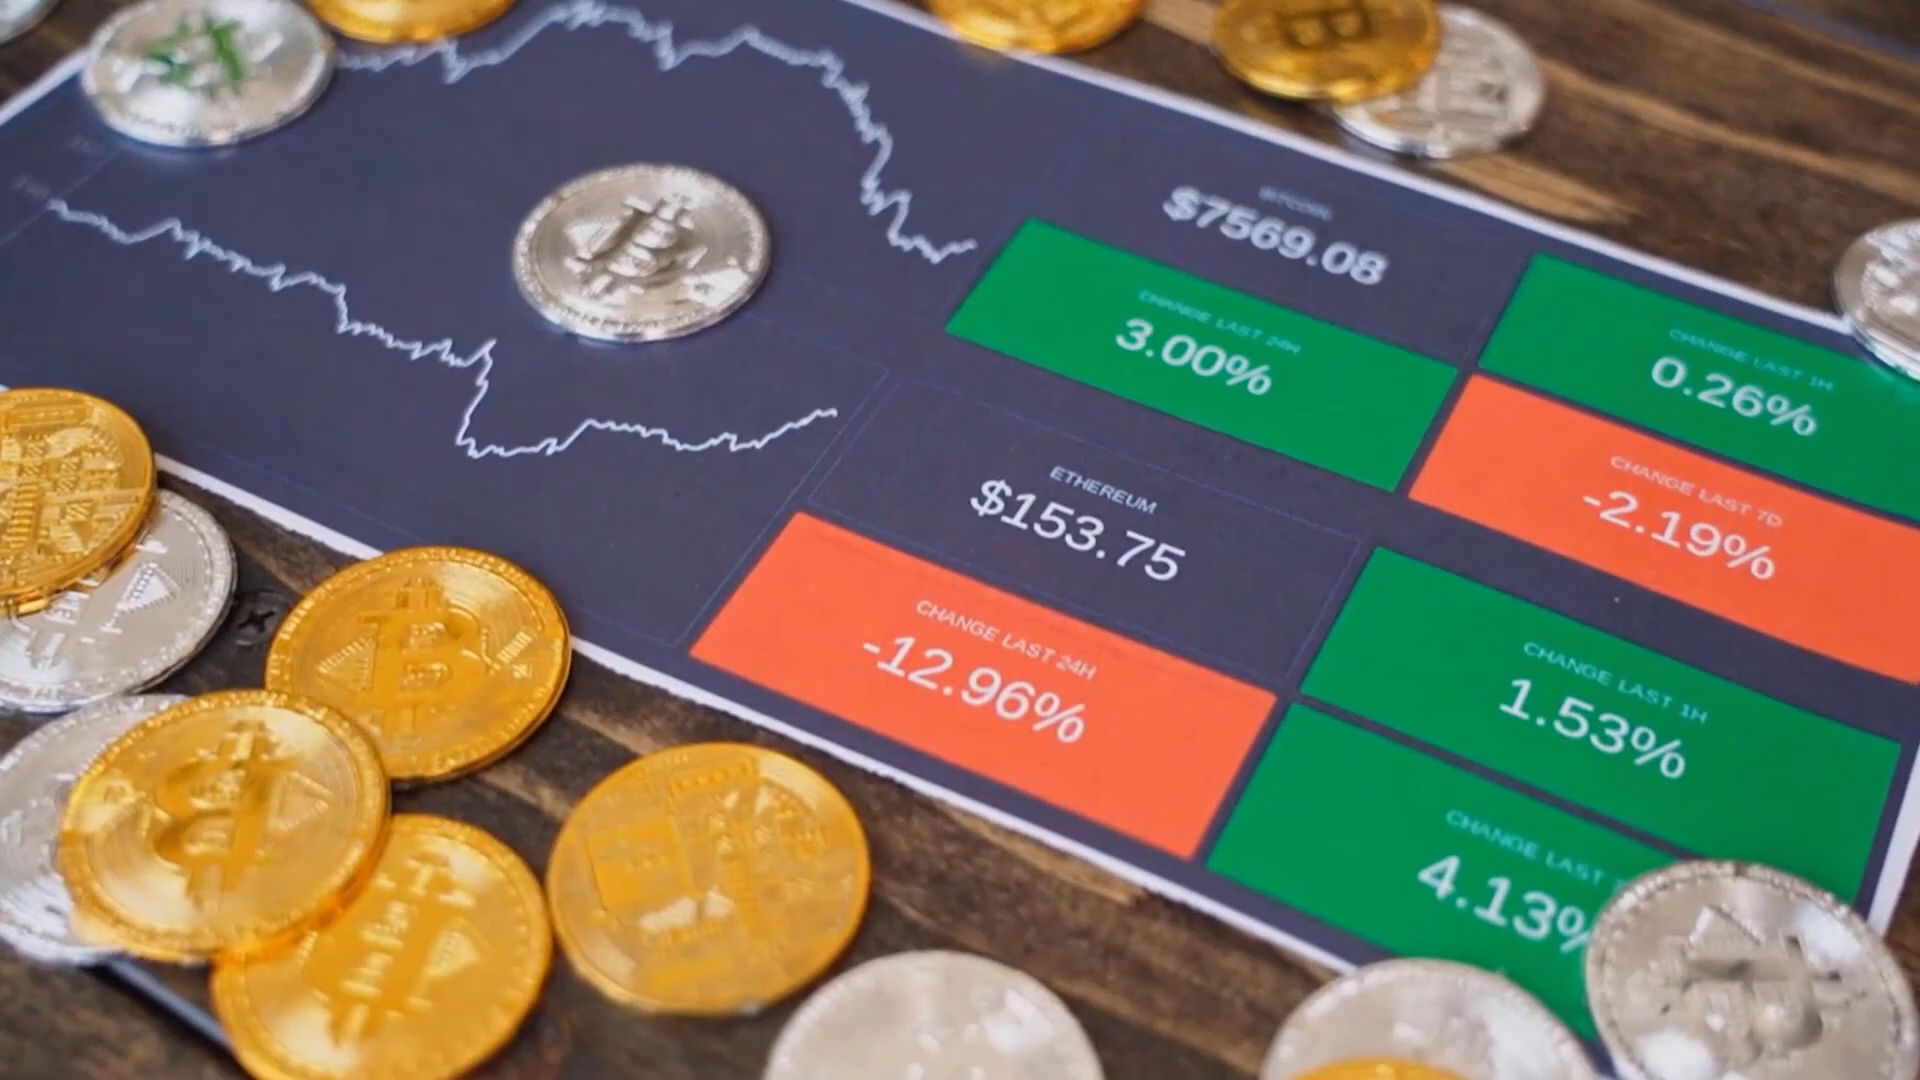 BITCOIN
$7569.08
CHANGE LAST 24H
3.00%
CHANGE LAST 1H
0.26%
CHANGE LAST 7D
-2.19%
ETHEREUM
$153.75
CHANGE LAST 24H
-12.96%
CHANGE LAST 1H
1.53%
CHANGE LAST
4.13%